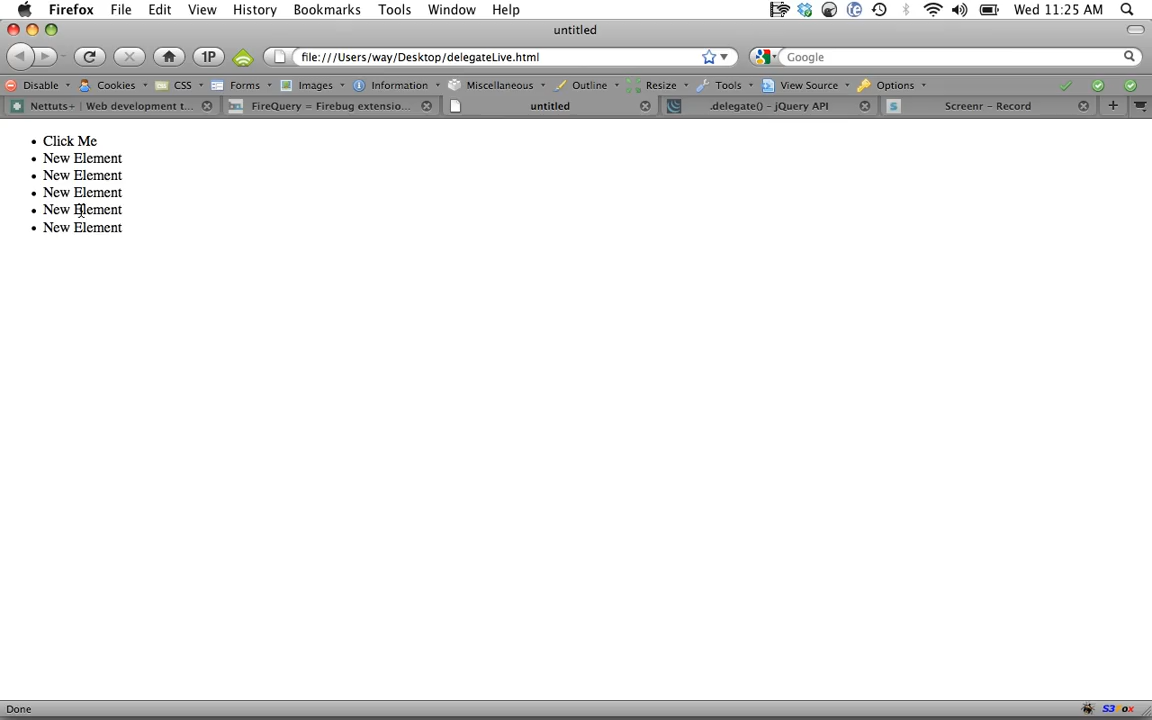 Firefox File Edit View History Bookmarks Tools Window Help Wed 11:25 AM
untitled
1P file:///Users/way/Desktop/delegateLive.html Google
Disable Cookies CSS Forms Images Information Miscellaneous Outline Resize Tools View Source Options
Nettuts+ | Web development t... FireQuery = Firebug extensio... untitled .delegate() – jQuery API S Screenr – Record
• Click Me
• New Element
• New Element
• New Element
• New Element
• New Element
Done